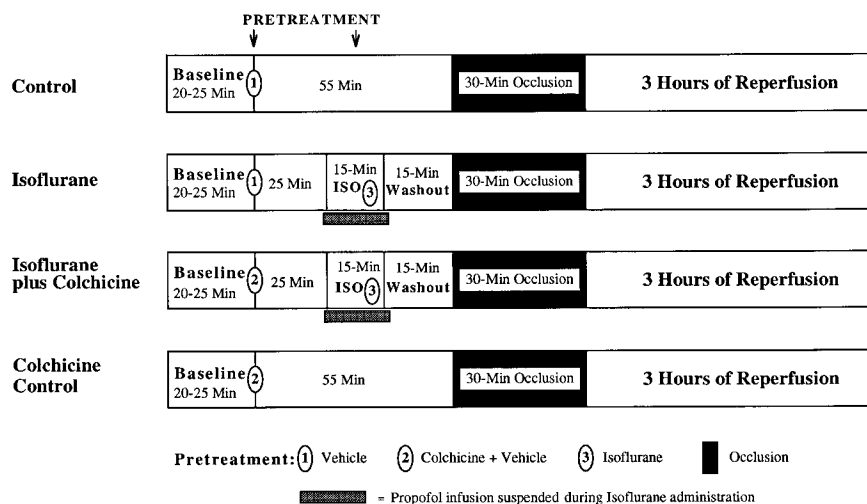 PRETREATMENT
Control
Baseline
20-25 Min
1
55 Min
30-Min Occlusion
3 Hours of Reperfusion
Isoflurane
Baseline
20-25 Min
1
25 Min
15-Min
ISO
3
15-Min
Washout
30-Min Occlusion
3 Hours of Reperfusion
Isoflurane
plus Colchicine
Baseline
20-25 Min
2
25 Min
15-Min
ISO
3
15-Min
Washout
30-Min Occlusion
3 Hours of Reperfusion
Colchicine
Control
Baseline
20-25 Min
2
55 Min
30-Min Occlusion
3 Hours of Reperfusion
Pretreatment: 1 Vehicle 2 Colchicine + Vehicle 3 Isoflurane Occlusion
= Propofol infusion suspended during Isoflurane administration